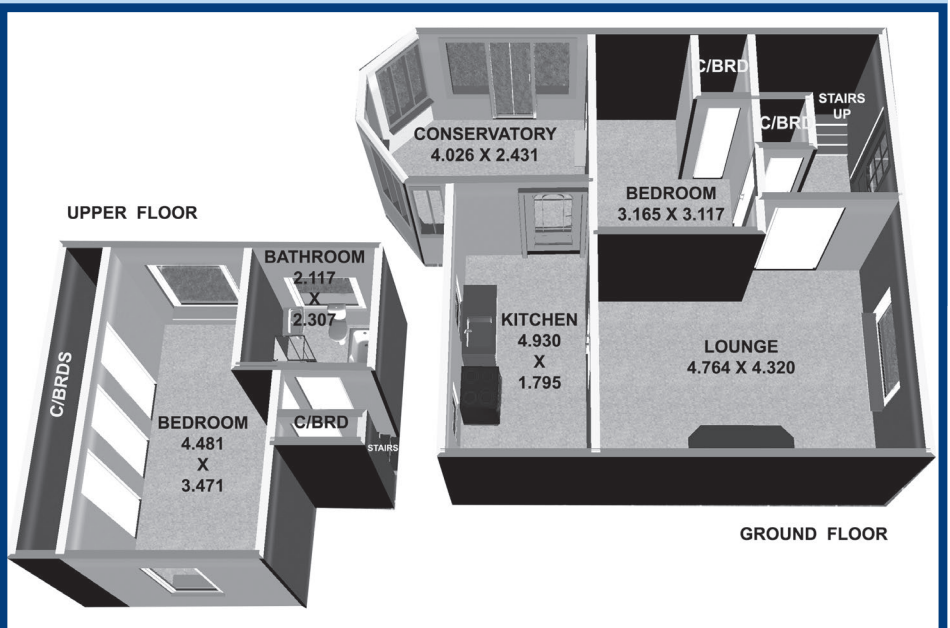 UPPER FLOOR
BATHROOM
2.117
X
2.307
C/BRDS
BEDROOM
4.481
X
3.471
C/BRD
STAIRS
CONSERVATORY
4.026 X 2.431
C/BRD
C/BRD
STAIRS
UP
BEDROOM
3.165 X 3.117
KITCHEN
4.930
X
1.795
LOUNGE
4.764 X 4.320
GROUND FLOOR